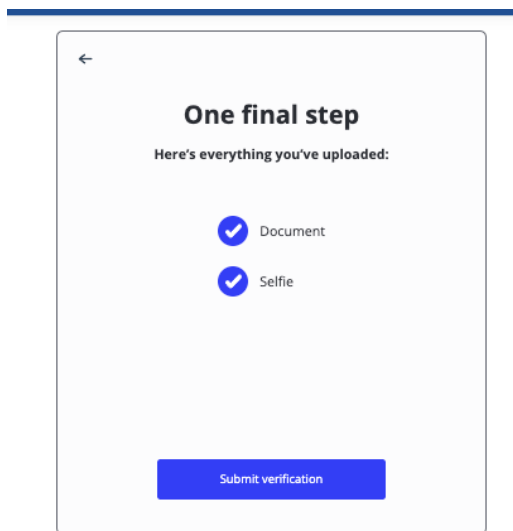 One final step
Here's everything you've uploaded:
Document
Selfie
Submit verification